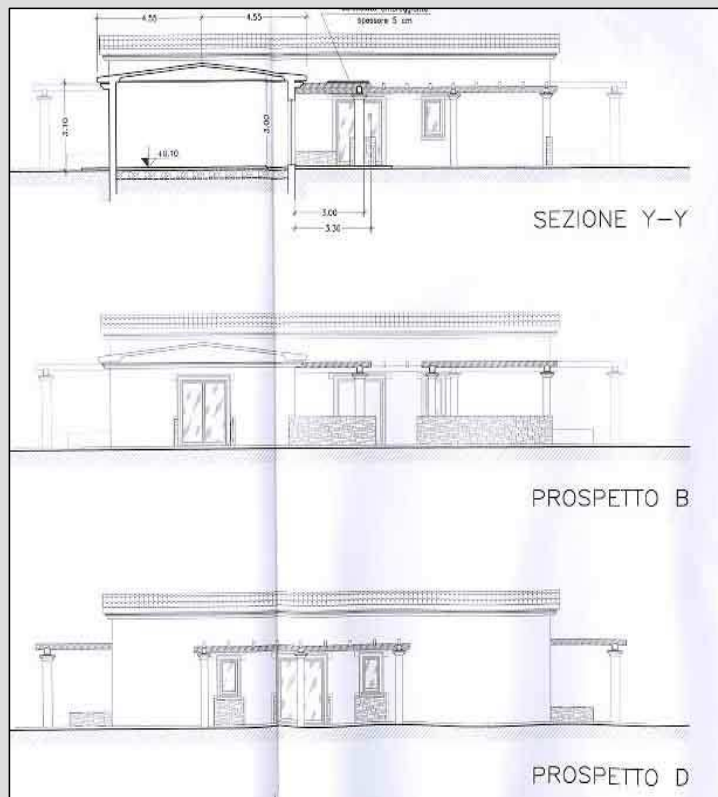 spessore 5 cm
4.55 4.55
3.10
3.00
+0.10
3.00
3.30
SEZIONE Y-Y
PROSPETTO B
PROSPETTO D